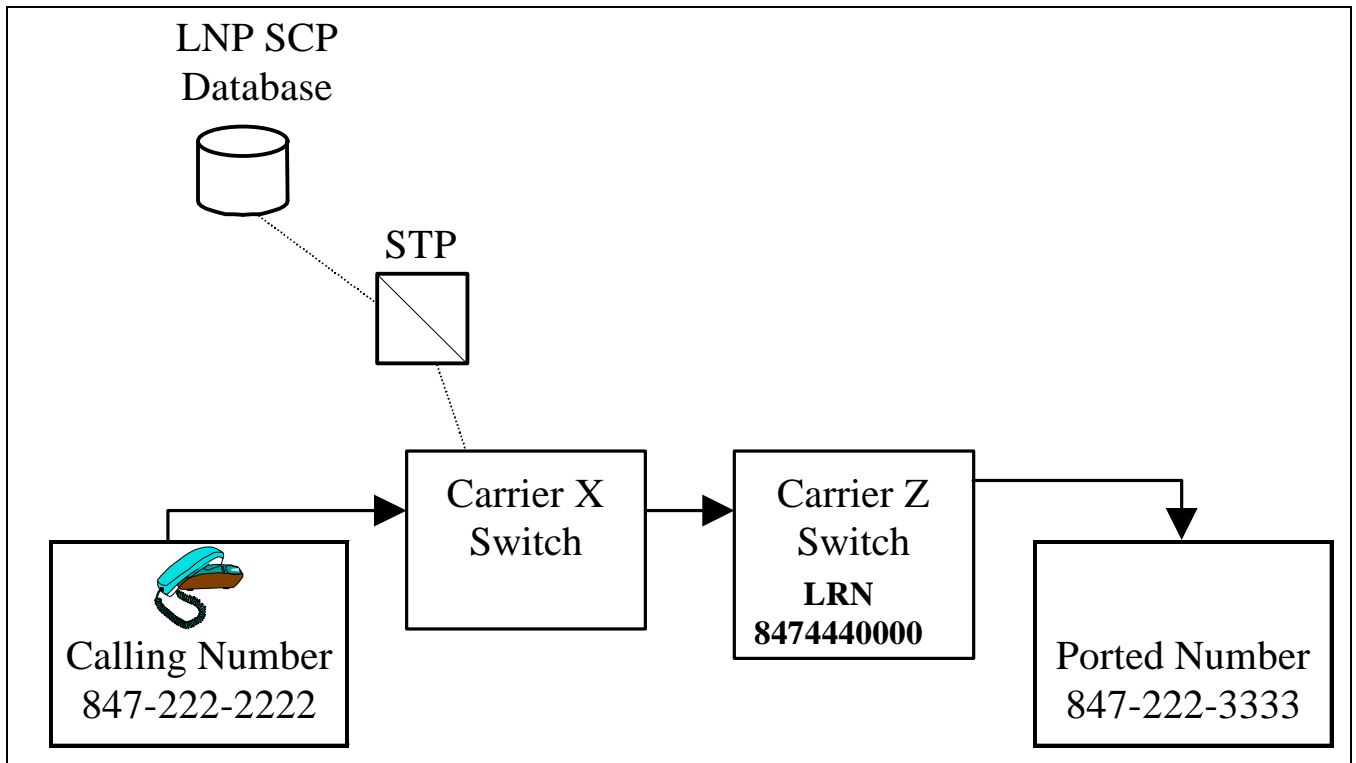 LNP SCP
Database
STP
Carrier X
Switch
Carrier Z
Switch
LRN
8474440000
Calling Number
847-222-2222
Ported Number
847-222-3333